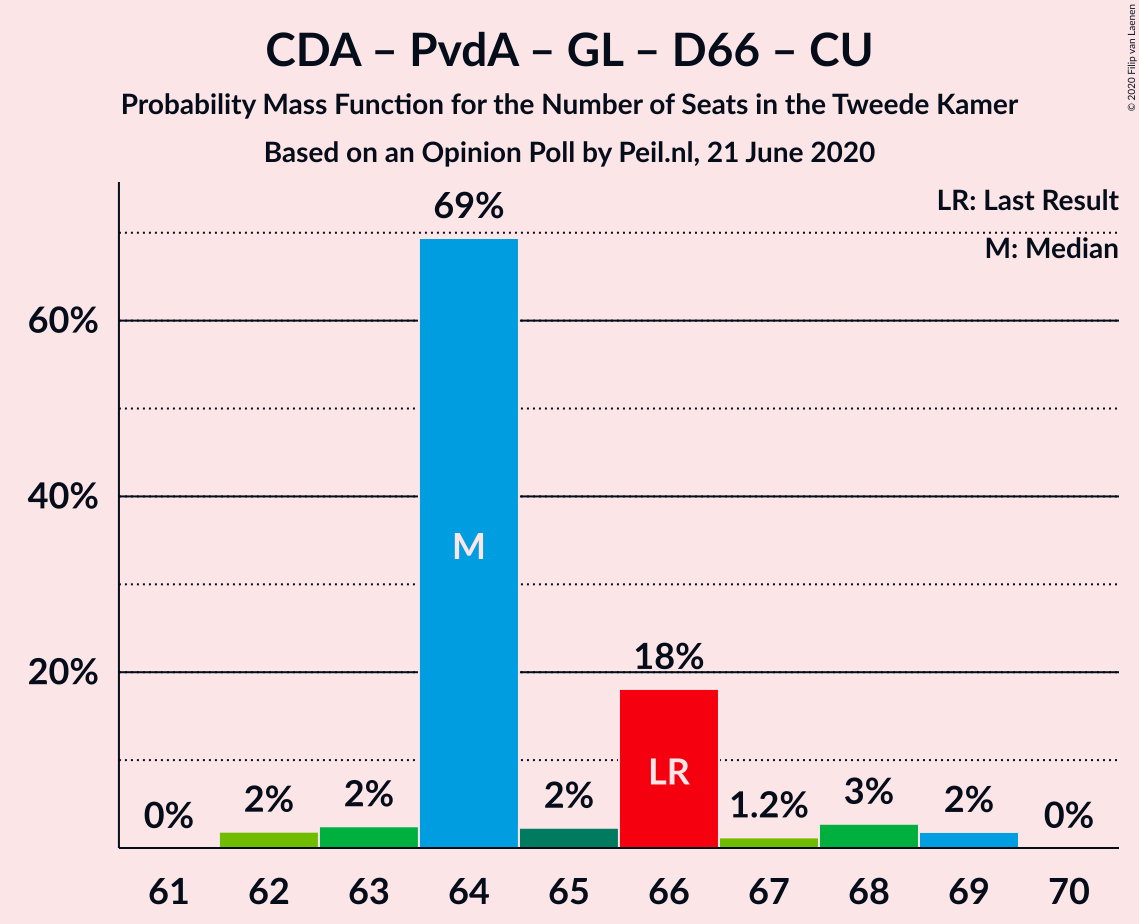 CDA – PvdA – GL – D66 – CU
Probability Mass Function for the Number of Seats in the Tweede Kamer
Based on an Opinion Poll by Peil.nl, 21 June 2020
© 2020 Filip van Laenen
LR: Last Result
M: Median
60%
40%
20%
0%
2%
2%
69%
M
2%
18%
LR
1.2%
3%
2%
0%
61 62 63 64 65 66 67 68 69 70